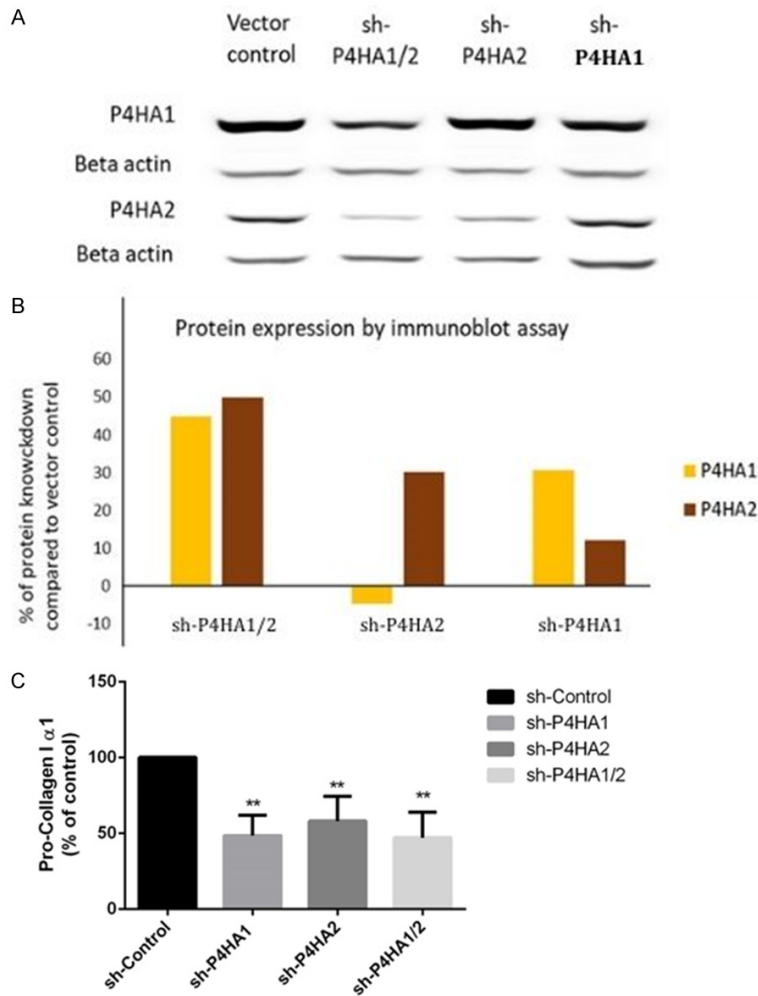 A
Vector control
sh-P4HA1/2
sh-P4HA2
sh-P4HA1
P4HA1
Beta actin
P4HA2
Beta actin
B
Protein expression by immunoblot assay
% of protein knowckdown
compared to vector control
60
50
40
30
20
10
0
-10
sh-P4HA1/2
sh-P4HA2
sh-P4HA1
P4HA1
P4HA2
C
Pro-Collagen I α1
(% of control)
150
100
50
0
**
**
**
sh-Control
sh-P4HA1
sh-P4HA2
sh-P4HA1/2
sh-Control
sh-P4HA1
sh-P4HA2
sh-P4HA1/2